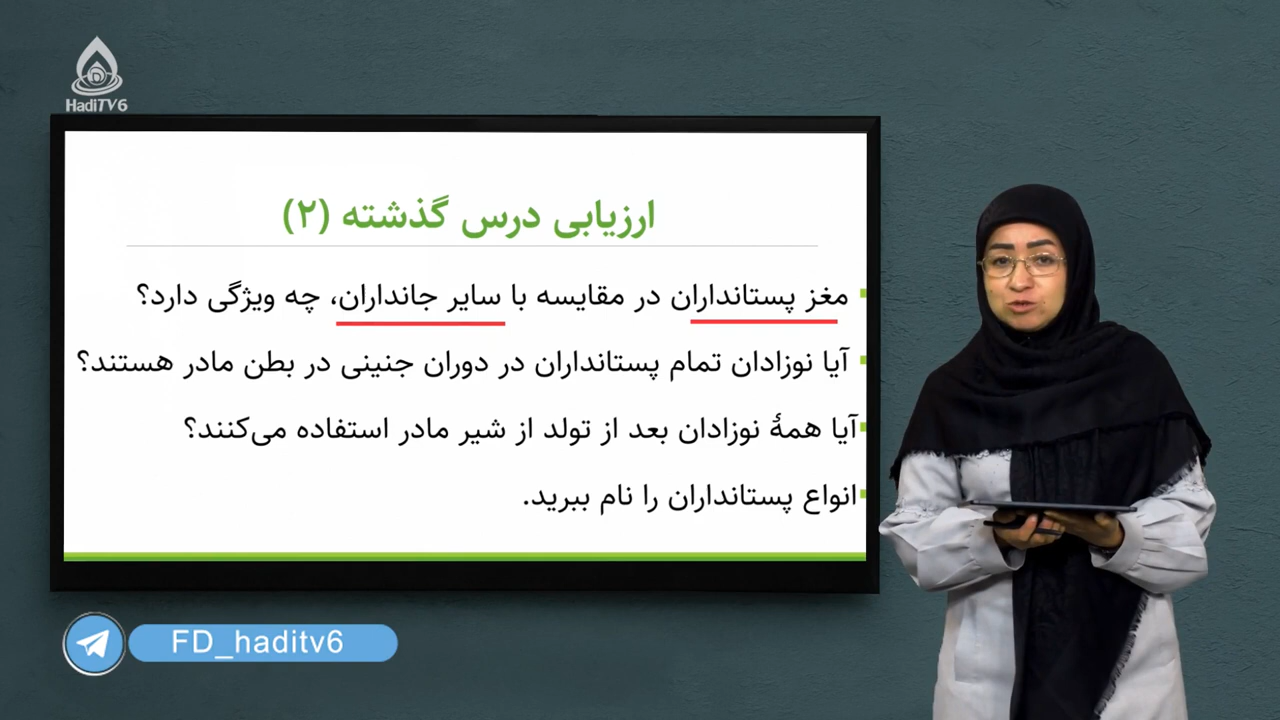 HadiTV6
ارزیابی درس گذشته (۲)
مغز پستانداران در مقایسه با سایر جانداران، چه ویژگی دارد؟
آیا نوزادان تمام پستانداران در دوران جنینی در بطن مادر هستند؟
آیا همهٔ نوزادان بعد از تولد از شیر مادر استفاده می‌کنند؟
انواع پستانداران را نام ببرید.
FD_haditv6